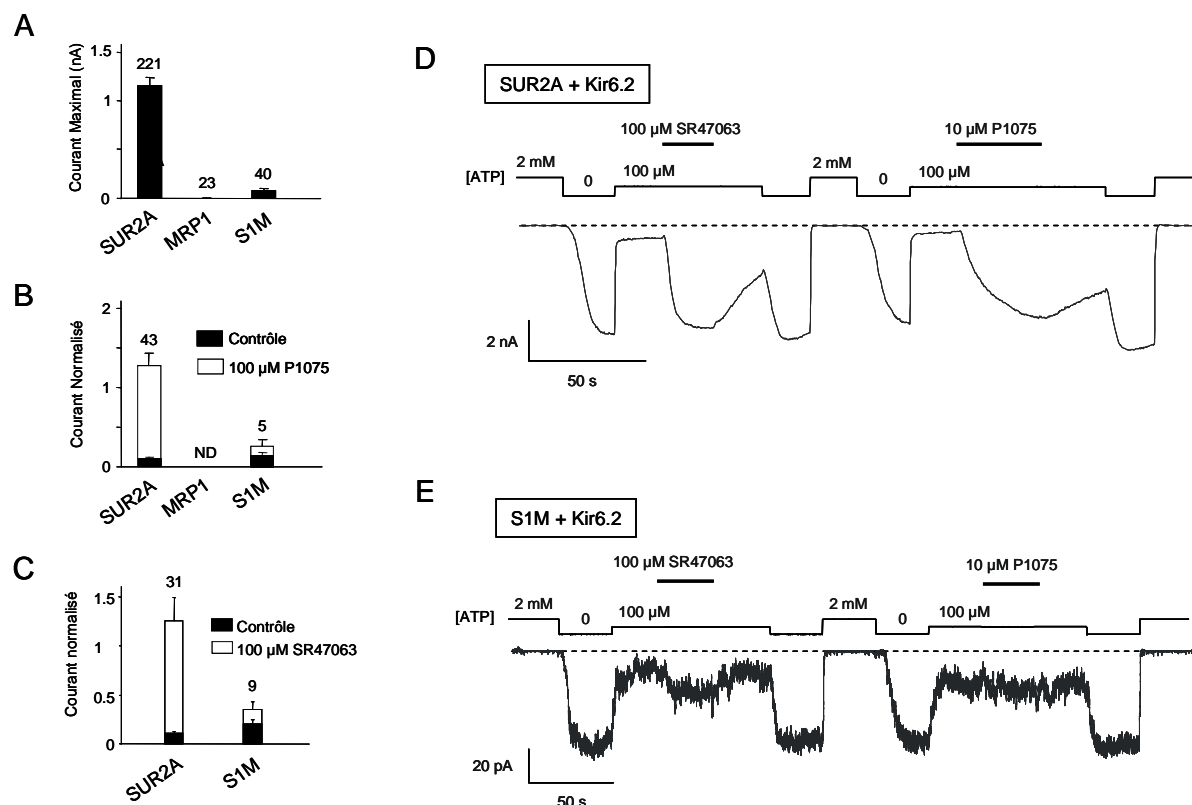 A
Courant Maximal (nA)
1.5
1
0
221
23
40
SUR2A
MRP1
S1M
B
Courant Normalisé
2
1
0
43
ND
5
Contrôle
100 µM P1075
SUR2A
MRP1
S1M
C
Courant normalisé
1.5
1
0.5
0
31
9
Contrôle
100 µM SR47063
SUR2A
S1M
D
SUR2A + Kir6.2
100 µM SR47063
10 µM P1075
[ATP]
2 mM
0
100 µM
2 mM
0
100 µM
2 nA
50 s
E
S1M + Kir6.2
100 µM SR47063
10 µM P1075
[ATP]
2 mM
0
100 µM
2 mM
0
100 µM
20 pA
50 s